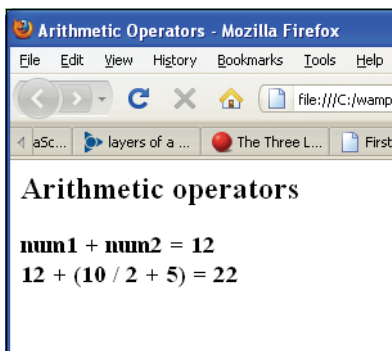 Arithmetic Operators - Mozilla Firefox
File Edit View History Bookmarks Tools Help
file:///C:/wamp
aSc... layers of a ... The Three L... First
Arithmetic operators
num1 + num2 = 12
12 + (10 / 2 + 5) = 22